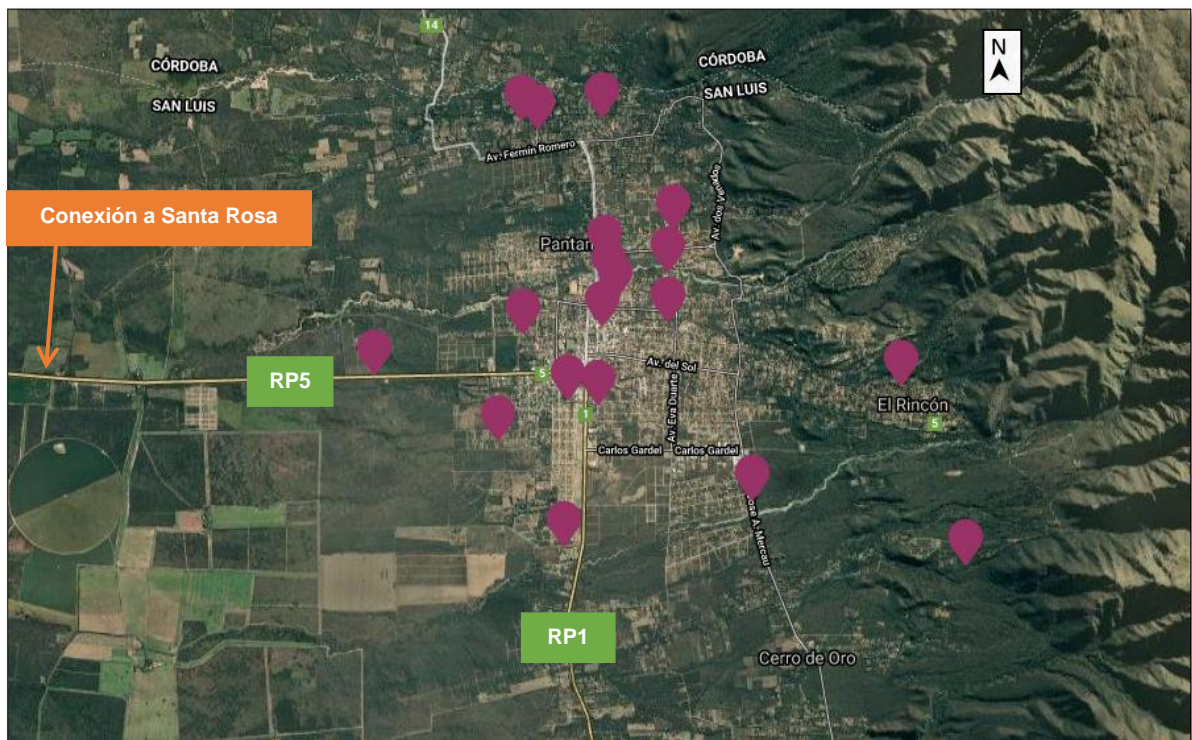 14
N
CÓRDOBA
CÓRDOBA
SAN LUIS
SAN LUIS
Av. Fermín Romero
Av. dos Venados
Conexión a Santa Rosa
Pantan
RP5
5
Av. del Sol
Av. Eva Duarte
El Rincón
5
1
Carlos Gardel
Carlos Gardel
Jose A. Mercau
RP1
Cerro de Oro